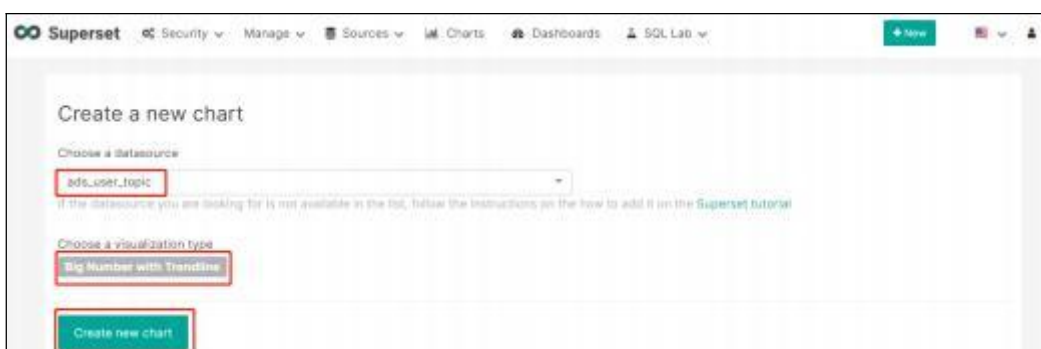 Superset Security Manage Sources Charts Dashboards SQL Lab + New
Create a new chart
Choose a datasource
ads_user_topic
If the datasource you are looking for is not available in the list, follow the instructions on the how to add it on the Superset tutorial
Choose a visualization type
Big Number with Trendline
Create new chart